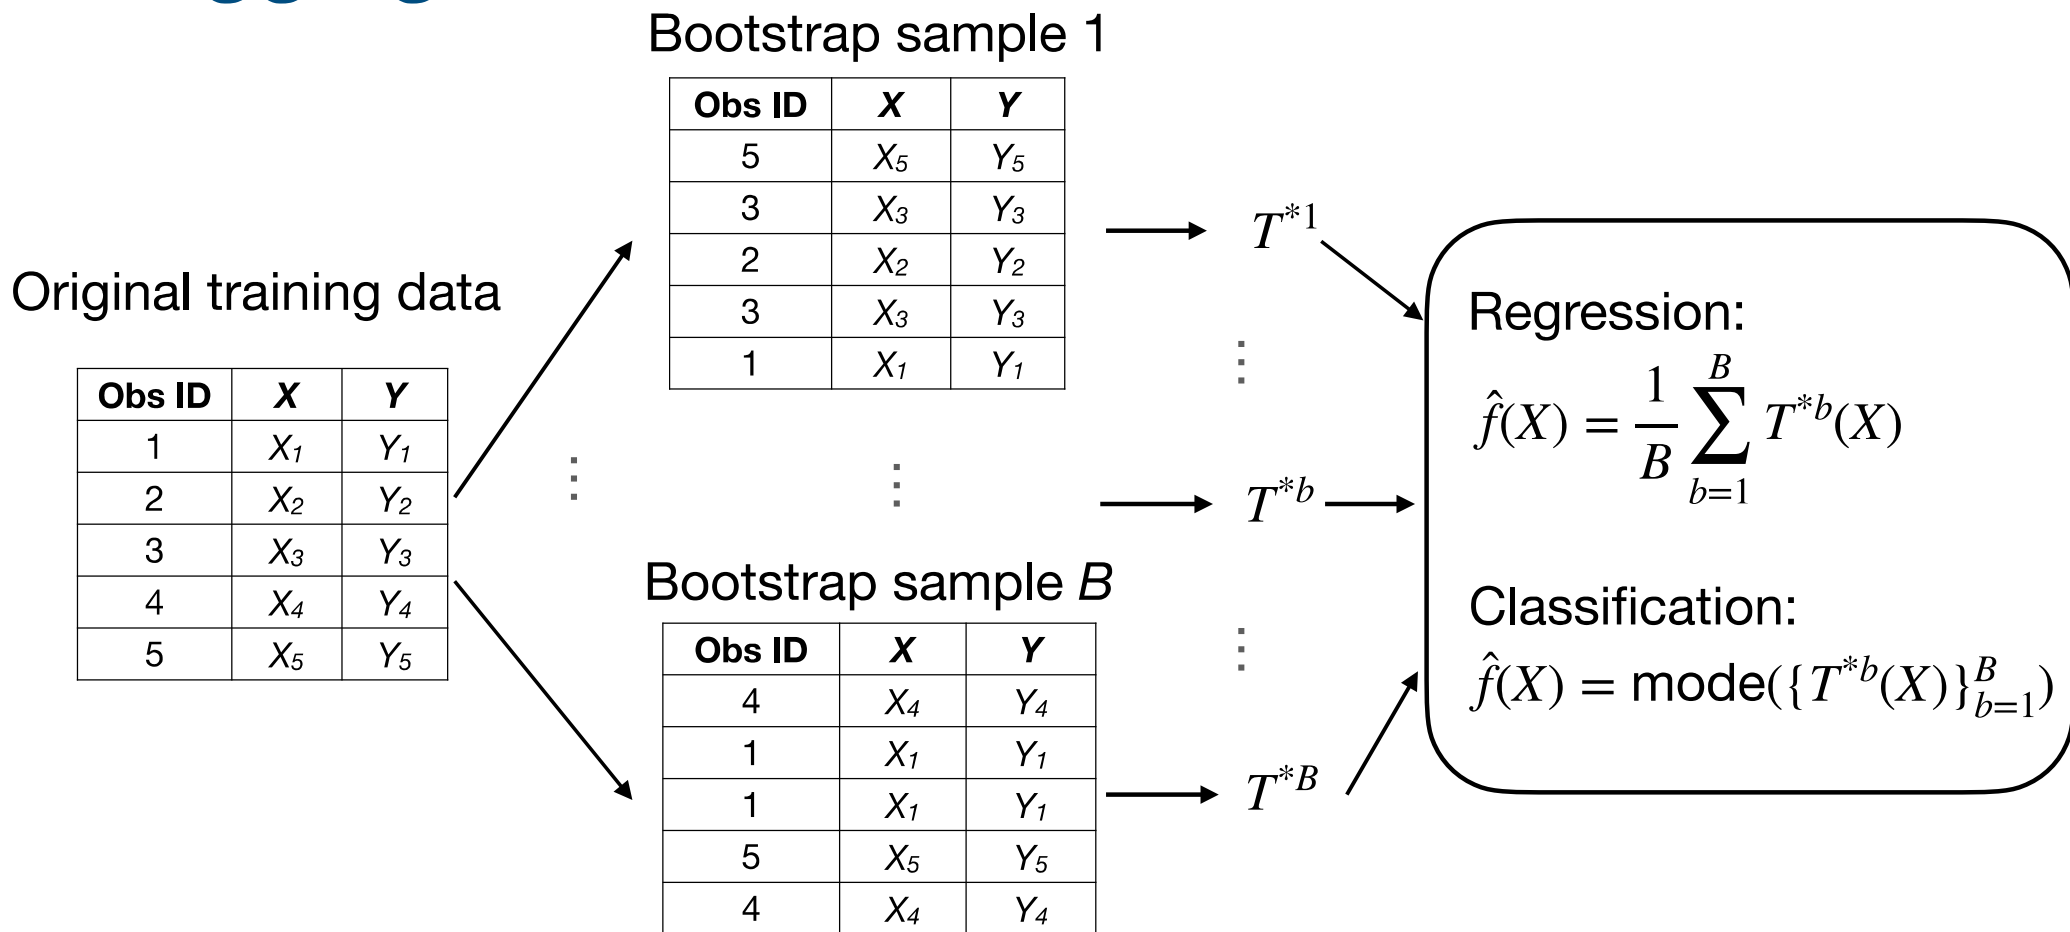 Bootstrap sample 1
Obs ID X Y
5 X₅ Y₅
3 X₃ Y₃
2 X₂ Y₂
3 X₃ Y₃
1 X₁ Y₁
Original training data
Obs ID X Y
1 X₁ Y₁
2 X₂ Y₂
3 X₃ Y₃
4 X₄ Y₄
5 X₅ Y₅
⋮ ⋮
Bootstrap sample B
Obs ID X Y
4 X₄ Y₄
1 X₁ Y₁
1 X₁ Y₁
5 X₅ Y₅
4 X₄ Y₄
T*¹
⋮
T*ᵇ
⋮
T*ᴮ
Regression:
f̂(X) = 1/B ∑_{b=1}^{B} T^{*b}(X)
Classification:
f̂(X) = mode({T^{*b}(X)}_{b=1}^{B})